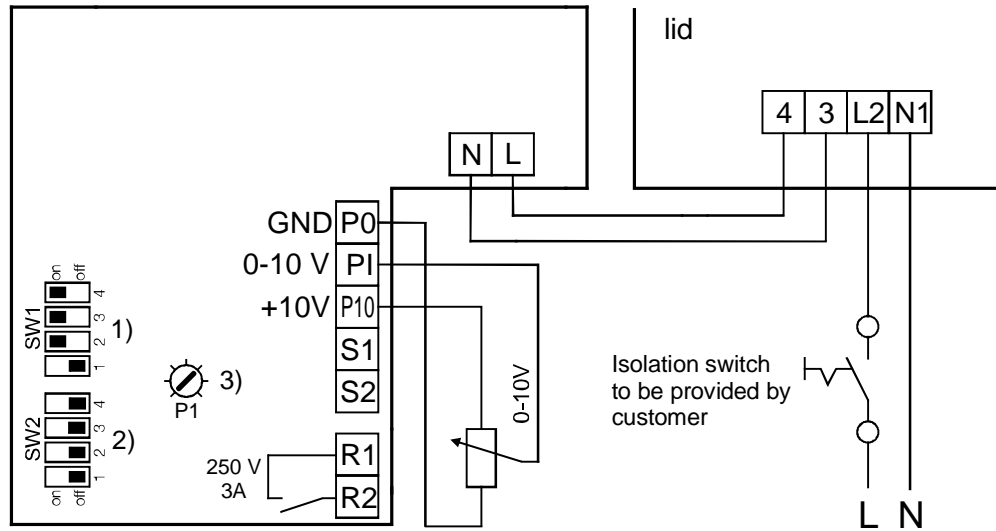 lid
4 3 L2 N1
N L
GND P0
0-10 V PI
+10V P10
S1
S2
on off
SW1
4
3
2
1
1)
P1
3)
SW2
4
3
2
1
2)
on off
250 V
3A
R1
R2
0-10V
Isolation switch
to be provided by
customer
L N